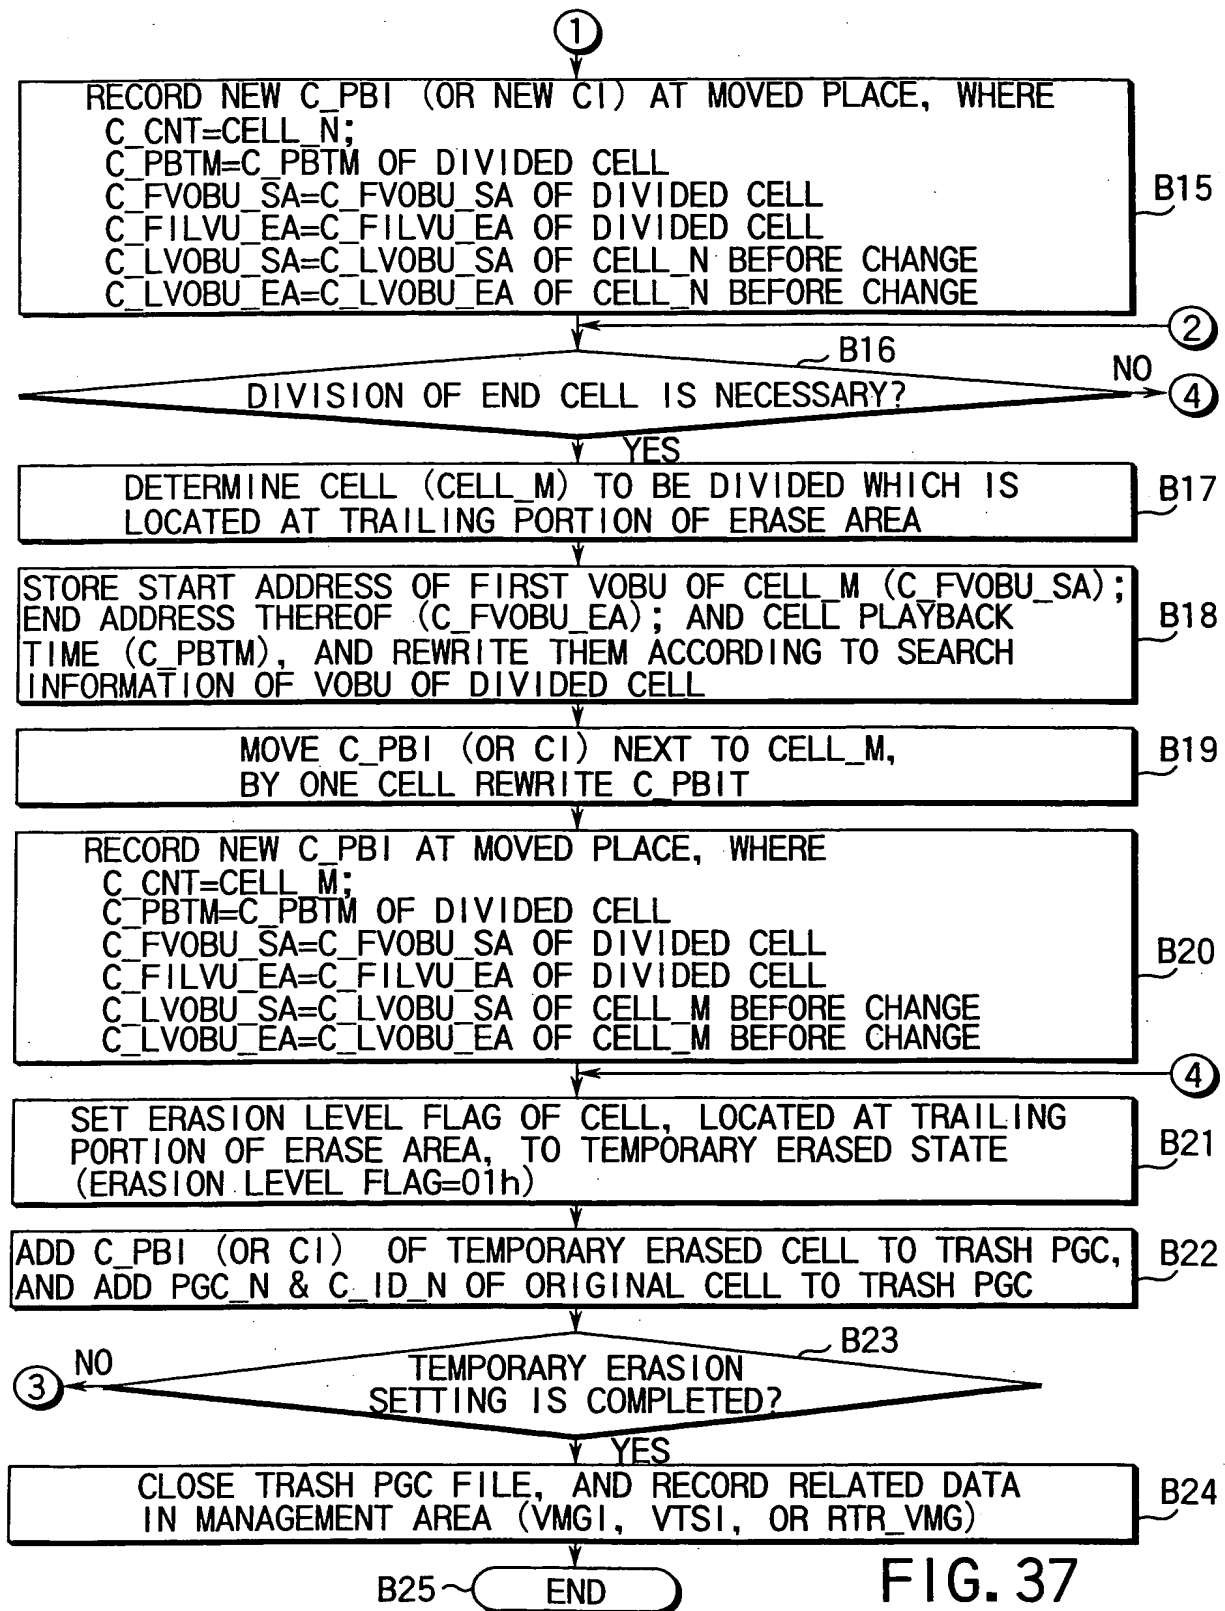 1
RECORD NEW C_PBI (OR NEW CI) AT MOVED PLACE, WHERE
C_CNT=CELL_N;
C_PBTM=C_PBTM OF DIVIDED CELL
C_FVOBU_SA=C_FVOBU_SA OF DIVIDED CELL
C_FILVU_EA=C_FILVU_EA OF DIVIDED CELL
C_LVOBU_SA=C_LVOBU_SA OF CELL_N BEFORE CHANGE
C_LVOBU_EA=C_LVOBU_EA OF CELL_N BEFORE CHANGE
B15
2
B16
DIVISION OF END CELL IS NECESSARY?
NO
4
YES
DETERMINE CELL (CELL_M) TO BE DIVIDED WHICH IS
LOCATED AT TRAILING PORTION OF ERASE AREA
B17
STORE START ADDRESS OF FIRST VOBU OF CELL_M (C_FVOBU_SA);
END ADDRESS THEREOF (C_FVOBU_EA); AND CELL PLAYBACK
TIME (C_PBTM), AND REWRITE THEM ACCORDING TO SEARCH
INFORMATION OF VOBU OF DIVIDED CELL
B18
MOVE C_PBI (OR CI) NEXT TO CELL_M,
BY ONE CELL REWRITE C_PBIT
B19
RECORD NEW C_PBI AT MOVED PLACE, WHERE
C_CNT=CELL_M;
C_PBTM=C_PBTM OF DIVIDED CELL
C_FVOBU_SA=C_FVOBU_SA OF DIVIDED CELL
C_FILVU_EA=C_FILVU_EA OF DIVIDED CELL
C_LVOBU_SA=C_LVOBU_SA OF CELL_M BEFORE CHANGE
C_LVOBU_EA=C_LVOBU_EA OF CELL_M BEFORE CHANGE
B20
4
SET ERASION LEVEL FLAG OF CELL, LOCATED AT TRAILING
PORTION OF ERASE AREA, TO TEMPORARY ERASED STATE
(ERASION LEVEL FLAG=01h)
B21
ADD C_PBI (OR CI) OF TEMPORARY ERASED CELL TO TRASH PGC,
AND ADD PGC_N & C_ID_N OF ORIGINAL CELL TO TRASH PGC
B22
B23
3
NO
TEMPORARY ERASION
SETTING IS COMPLETED?
YES
CLOSE TRASH PGC FILE, AND RECORD RELATED DATA
IN MANAGEMENT AREA (VMGI, VTSI, OR RTR_VMG)
B24
B25
END
FIG. 37